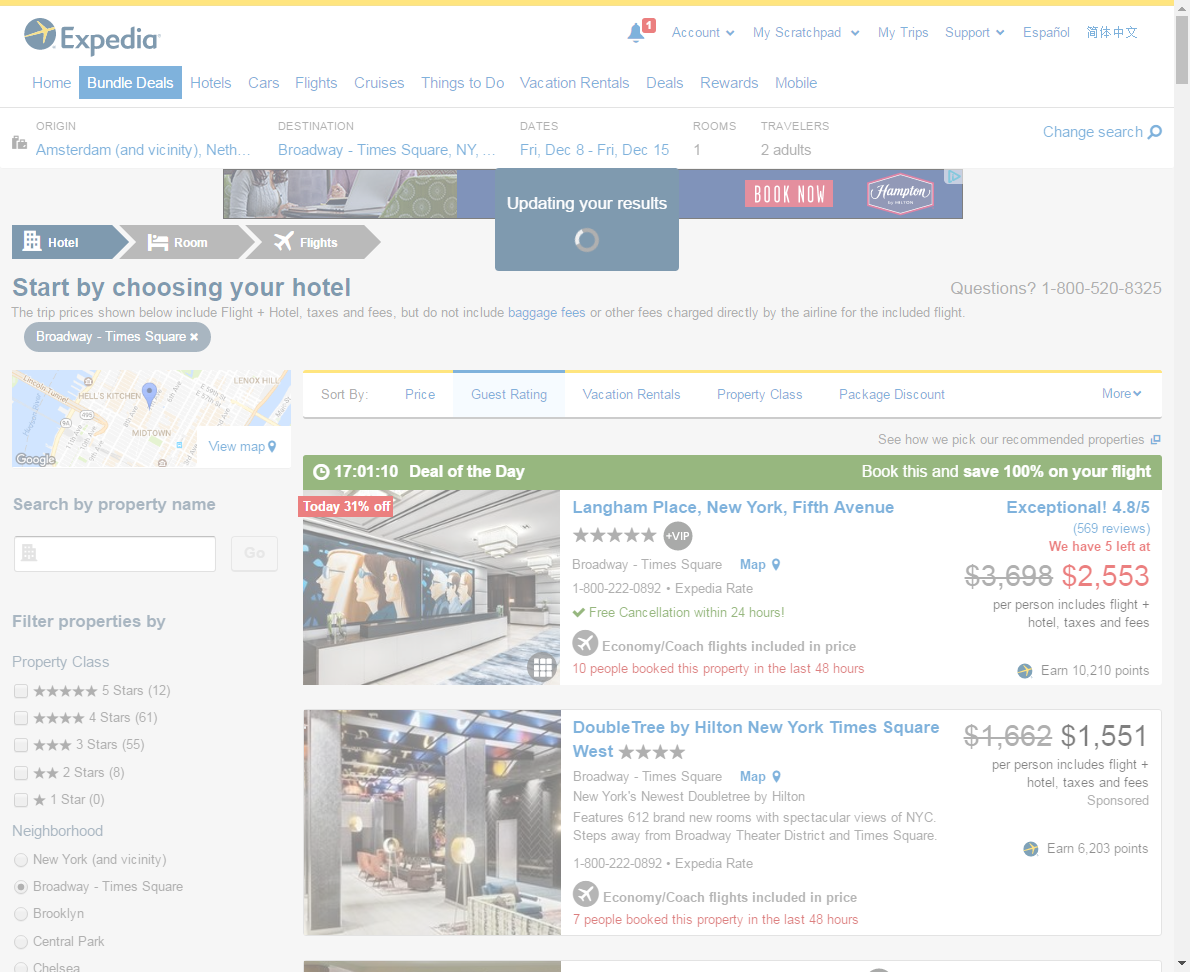 Expedia
1
Account
My Scratchpad
My Trips
Support
Español
简体中文
Home
Bundle Deals
Hotels
Cars
Flights
Cruises
Things to Do
Vacation Rentals
Deals
Rewards
Mobile
ORIGIN
DESTINATION
DATES
ROOMS
TRAVELERS
Amsterdam (and vicinity), Neth...
Broadway - Times Square, NY, ...
Fri, Dec 8 - Fri, Dec 15
1
2 adults
Change search
BOOK NOW
Hampton
by HILTON
Updating your results
Hotel
Room
Flights
Start by choosing your hotel
Questions? 1-800-520-8325
The trip prices shown below include Flight + Hotel, taxes and fees, but do not include baggage fees or other fees charged directly by the airline for the included flight.
Broadway - Times Square ×
Lincoln Tunnel
HELL'S KITCHEN
LENOX HILL
MIDTOWN
Hudson River
495
Google
View map
Sort By:
Price
Guest Rating
Vacation Rentals
Property Class
Package Discount
More
See how we pick our recommended properties
17:01:10 Deal of the Day
Book this and save 100% on your flight
Search by property name
Go
Filter properties by
Property Class
5 Stars (12)
4 Stars (61)
3 Stars (55)
2 Stars (8)
1 Star (0)
Neighborhood
New York (and vicinity)
Broadway - Times Square
Brooklyn
Central Park
Chelsea
Today 31% off
Langham Place, New York, Fifth Avenue
+VIP
Broadway - Times Square
Map
1-800-222-0892 • Expedia Rate
Free Cancellation within 24 hours!
Economy/Coach flights included in price
10 people booked this property in the last 48 hours
Exceptional! 4.8/5
(569 reviews)
We have 5 left at
$3,698 $2,553
per person includes flight +
hotel, taxes and fees
Earn 10,210 points
DoubleTree by Hilton New York Times Square
West
Broadway - Times Square
Map
New York's Newest Doubletree by Hilton
Features 612 brand new rooms with spectacular views of NYC.
Steps away from Broadway Theater District and Times Square.
1-800-222-0892 • Expedia Rate
Economy/Coach flights included in price
7 people booked this property in the last 48 hours
$1,662 $1,551
per person includes flight +
hotel, taxes and fees
Sponsored
Earn 6,203 points